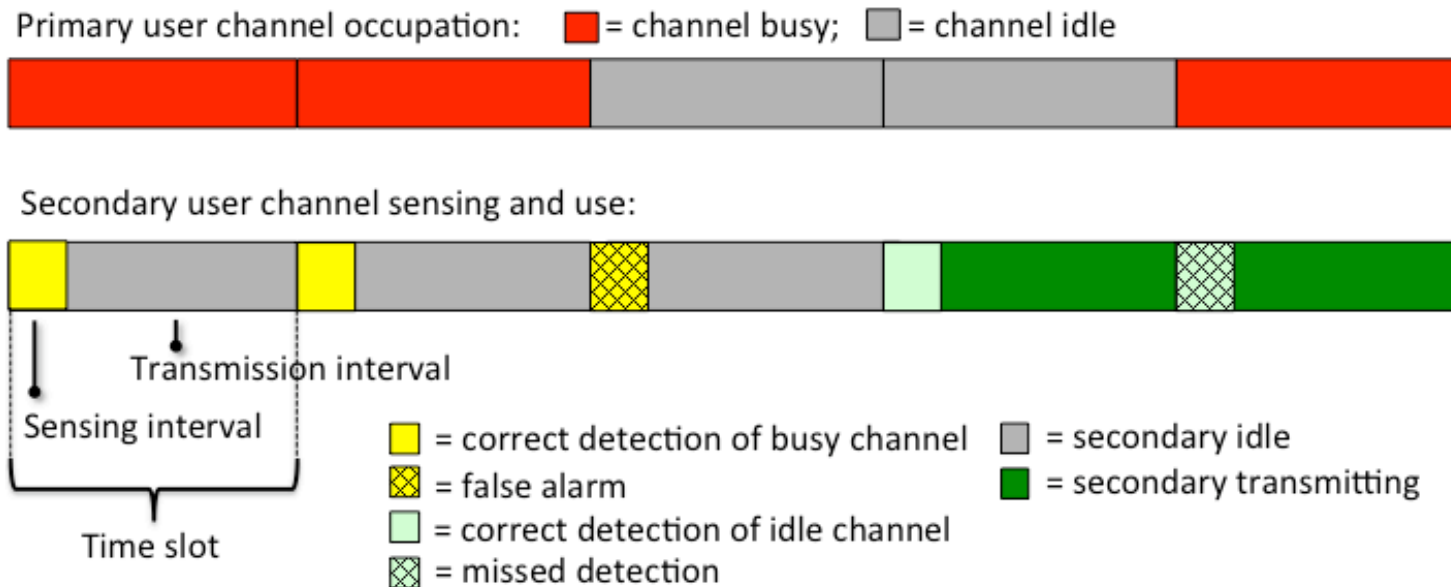 Primary user channel occupation: = channel busy; = channel idle
Secondary user channel sensing and use:
Transmission interval
Sensing interval
Time slot
= correct detection of busy channel
= false alarm
= correct detection of idle channel
= missed detection
= secondary idle
= secondary transmitting